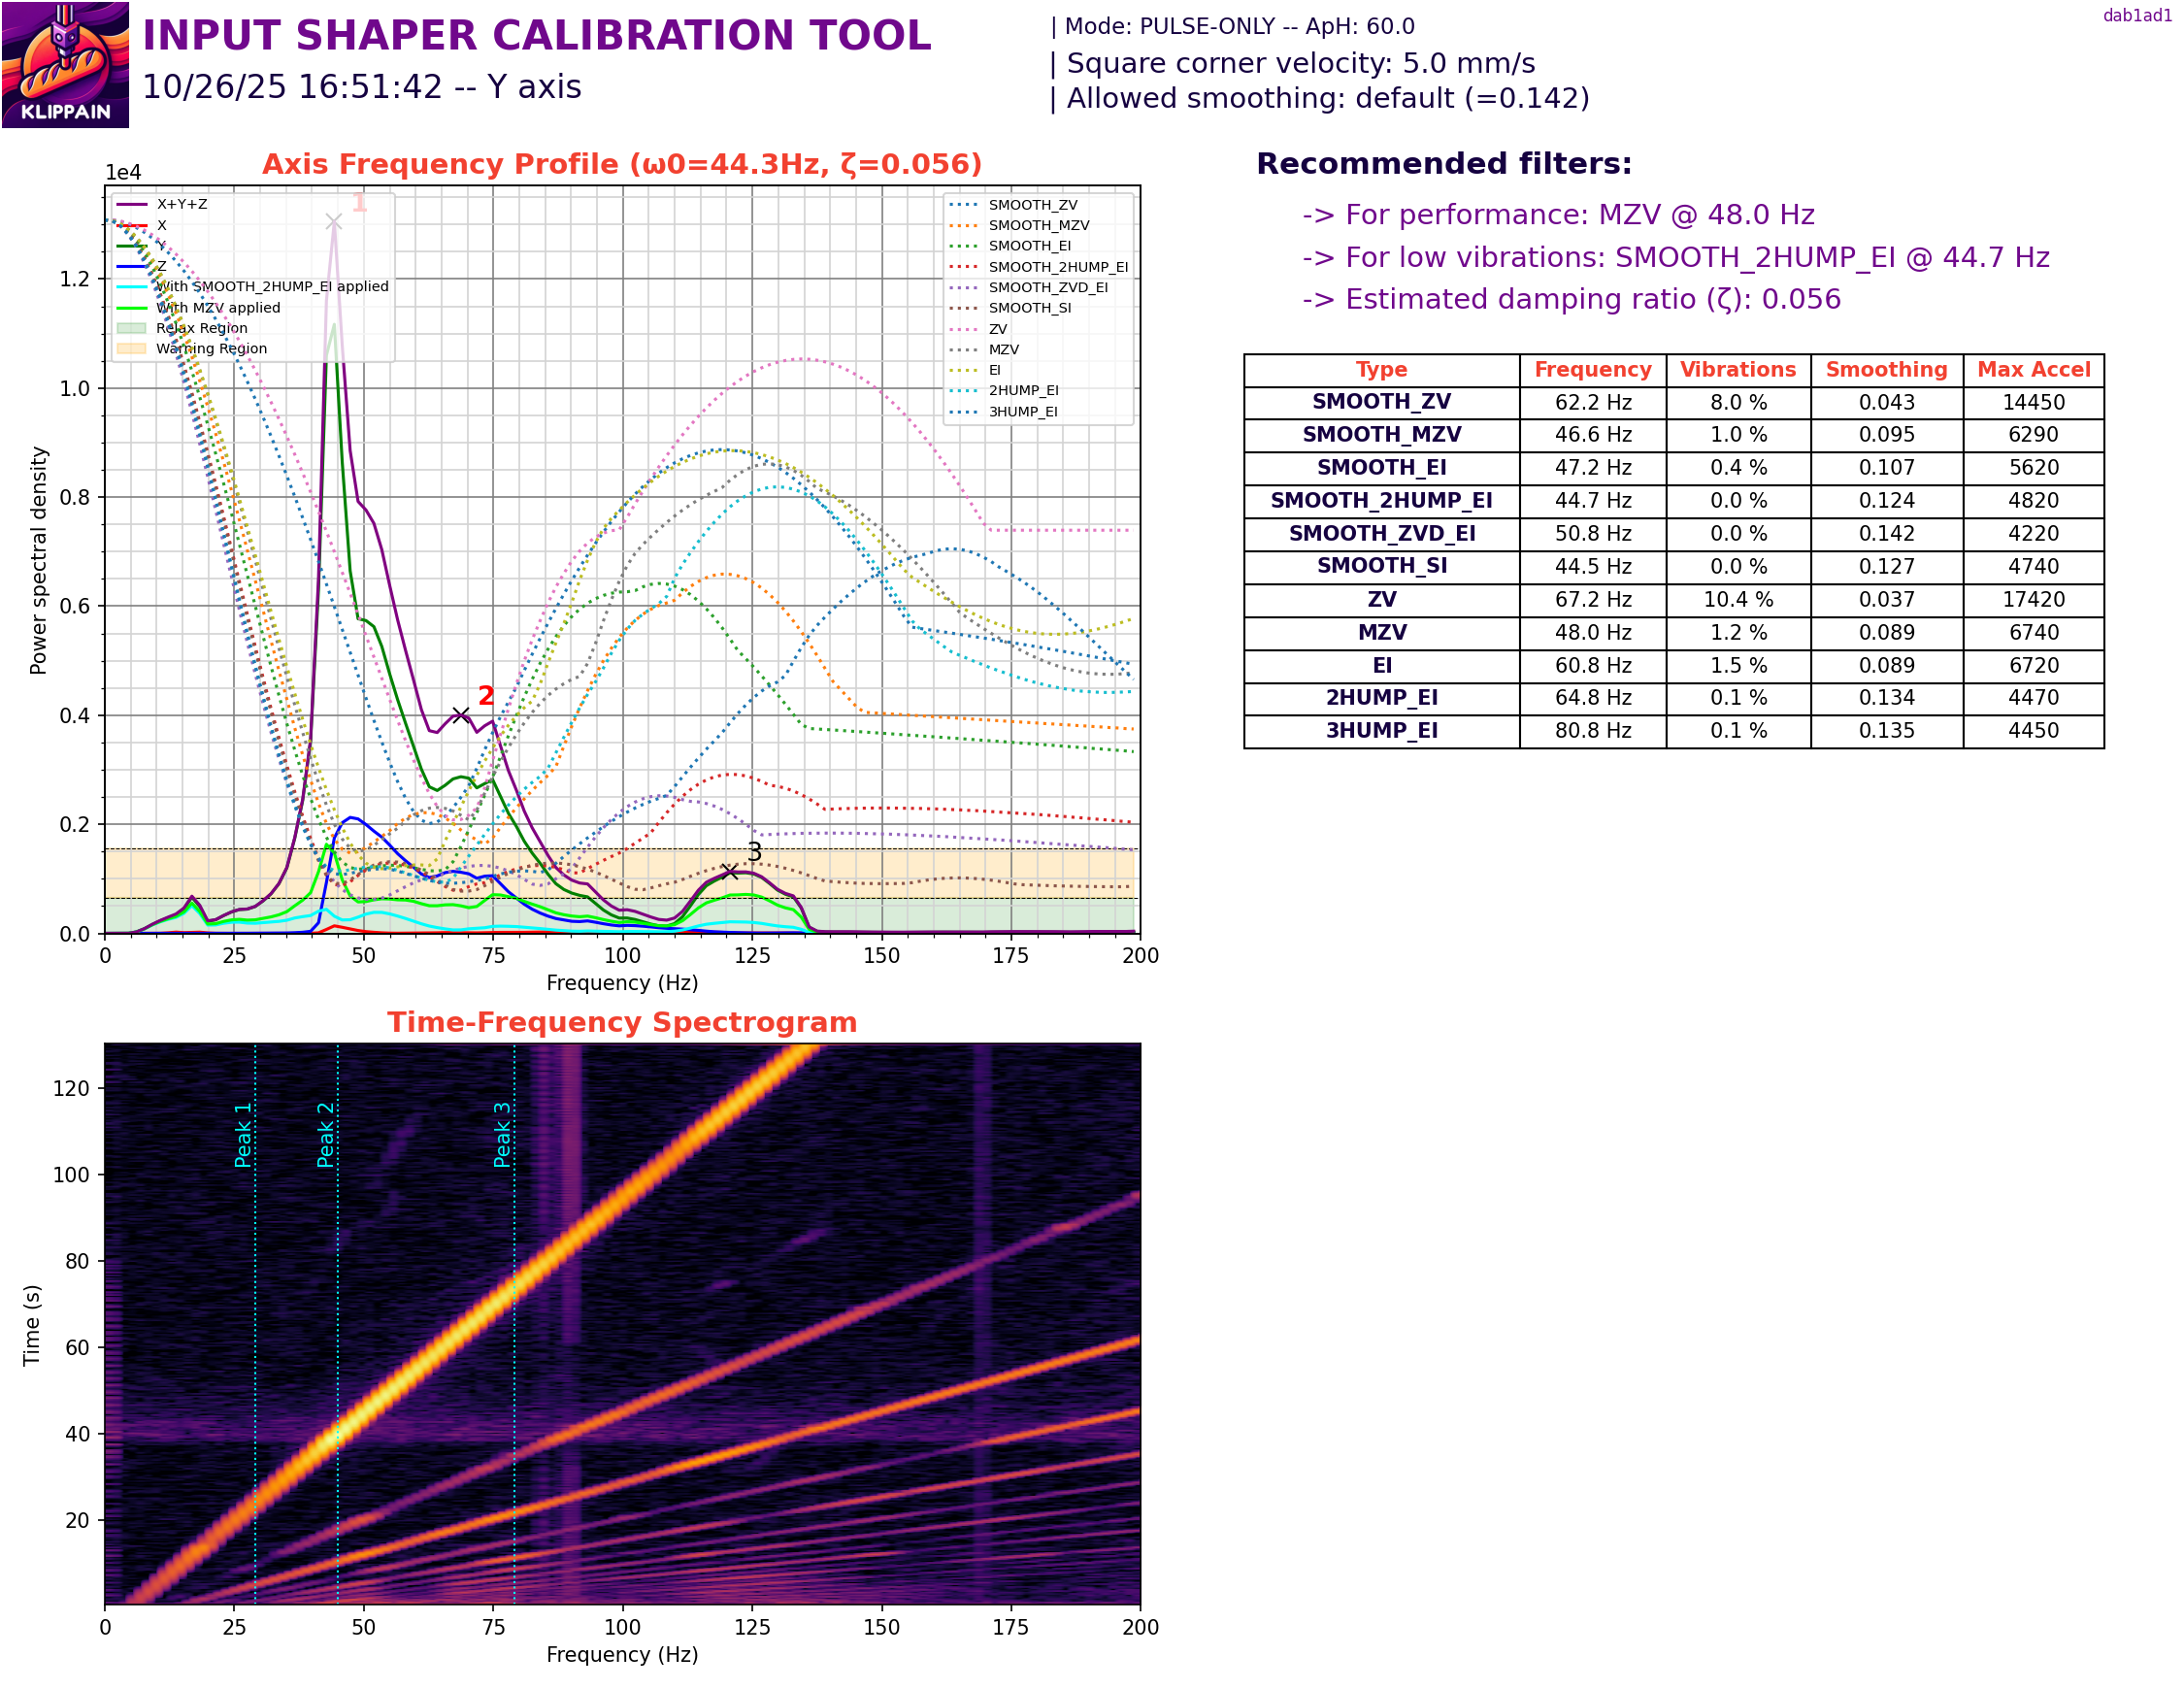 INPUT SHAPER CALIBRATION TOOL
10/26/25 16:51:42 -- Y axis
KLIPPAIN
| Mode: PULSE-ONLY -- ApH: 60.0
| Square corner velocity: 5.0 mm/s
| Allowed smoothing: default (=0.142)
dab1ad1
Axis Frequency Profile (ω0=44.3Hz, ζ=0.056)
1e4
X+Y+Z
X
Y
Z
With SMOOTH_2HUMP_EI applied
With MZV applied
Relax Region
Warning Region
SMOOTH_ZV
SMOOTH_MZV
SMOOTH_EI
SMOOTH_2HUMP_EI
SMOOTH_ZVD_EI
SMOOTH_SI
ZV
MZV
EI
2HUMP_EI
3HUMP_EI
1
2
3
1.2
1.0
0.8
0.6
0.4
0.2
0.0
Power spectral density
0 25 50 75 100 125 150 175 200
Frequency (Hz)
Recommended filters:
-> For performance: MZV @ 48.0 Hz
-> For low vibrations: SMOOTH_2HUMP_EI @ 44.7 Hz
-> Estimated damping ratio (ζ): 0.056
Type Frequency Vibrations Smoothing Max Accel
SMOOTH_ZV 62.2 Hz 8.0 % 0.043 14450
SMOOTH_MZV 46.6 Hz 1.0 % 0.095 6290
SMOOTH_EI 47.2 Hz 0.4 % 0.107 5620
SMOOTH_2HUMP_EI 44.7 Hz 0.0 % 0.124 4820
SMOOTH_ZVD_EI 50.8 Hz 0.0 % 0.142 4220
SMOOTH_SI 44.5 Hz 0.0 % 0.127 4740
ZV 67.2 Hz 10.4 % 0.037 17420
MZV 48.0 Hz 1.2 % 0.089 6740
EI 60.8 Hz 1.5 % 0.089 6720
2HUMP_EI 64.8 Hz 0.1 % 0.134 4470
3HUMP_EI 80.8 Hz 0.1 % 0.135 4450
Time-Frequency Spectrogram
Peak 1
Peak 2
Peak 3
120
100
80
60
40
20
Time (s)
0 25 50 75 100 125 150 175 200
Frequency (Hz)